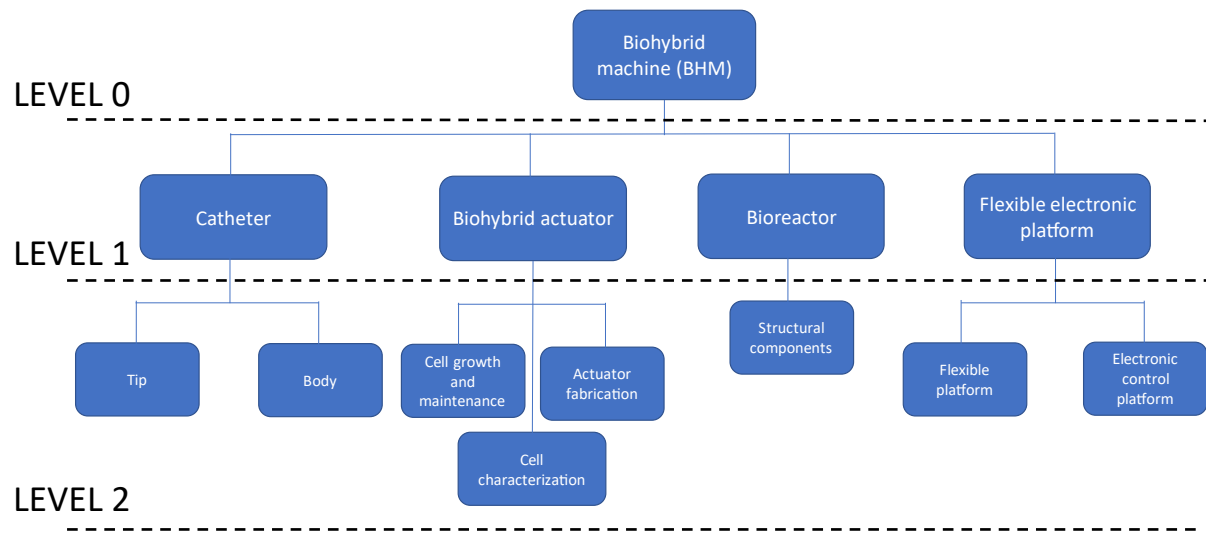 Biohybrid
machine (BHM)
LEVEL 0
Catheter
Biohybrid actuator
Bioreactor
Flexible electronic
platform
LEVEL 1
Tip
Body
Cell growth
and
maintenance
Actuator
fabrication
Cell
characterization
Structural
components
Flexible
platform
Electronic
control
platform
LEVEL 2